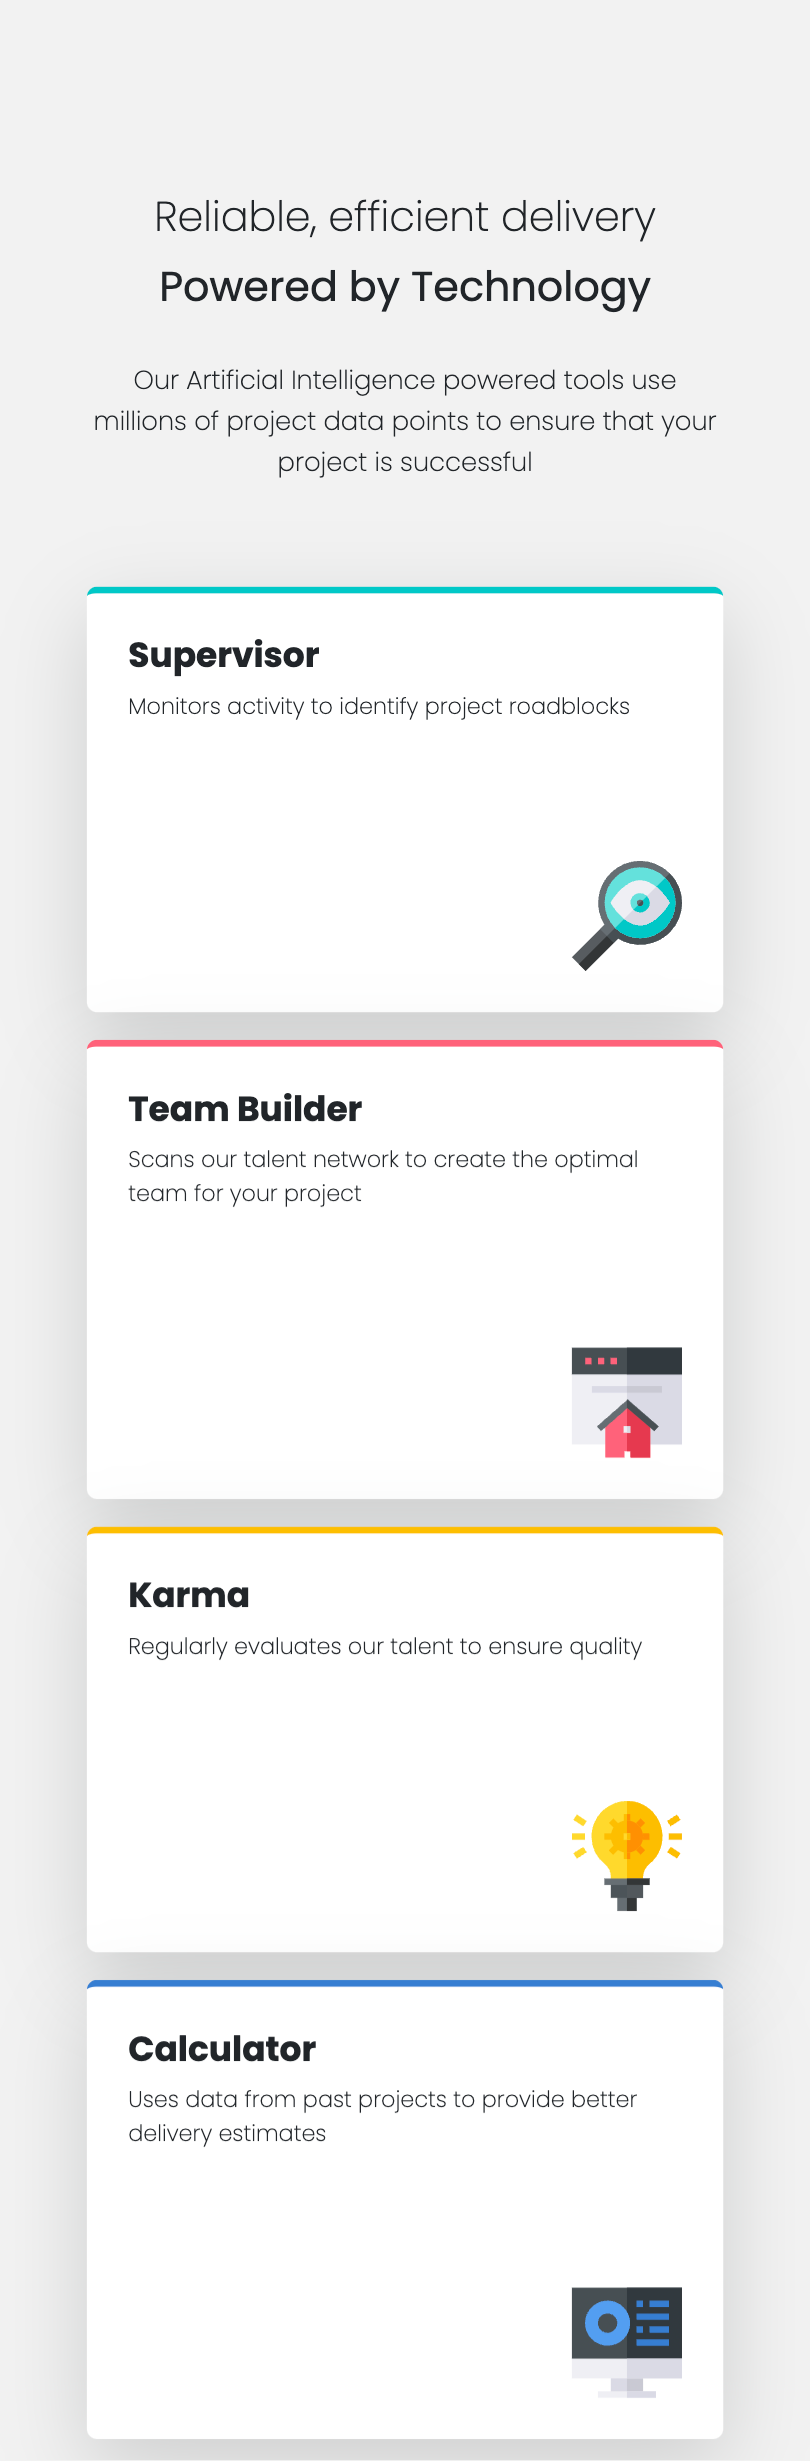 Reliable, efficient delivery
Powered by Technology
Our Artificial Intelligence powered tools use
millions of project data points to ensure that your
project is successful
Supervisor
Monitors activity to identify project roadblocks
Team Builder
Scans our talent network to create the optimal
team for your project
Karma
Regularly evaluates our talent to ensure quality
Calculator
Uses data from past projects to provide better
delivery estimates